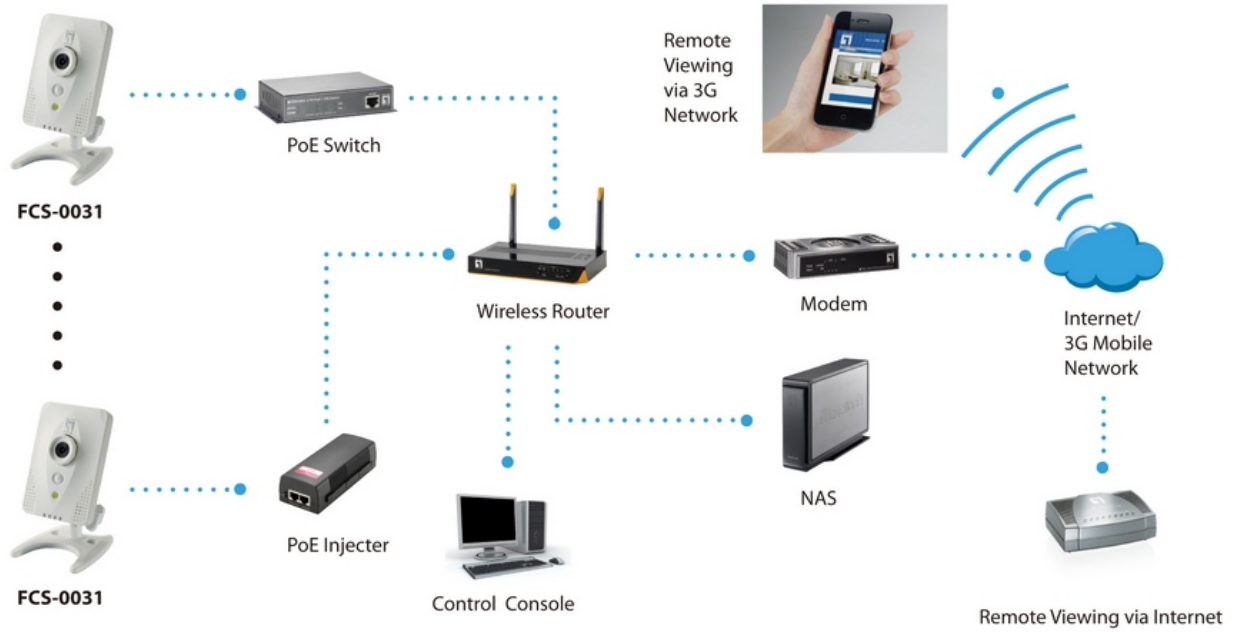 Remote
Viewing
via 3G
Network
PoE Switch
FCS-0031
Wireless Router
Modem
Internet/
3G Mobile
Network
NAS
PoE Injecter
FCS-0031
Control Console
Remote Viewing via Internet